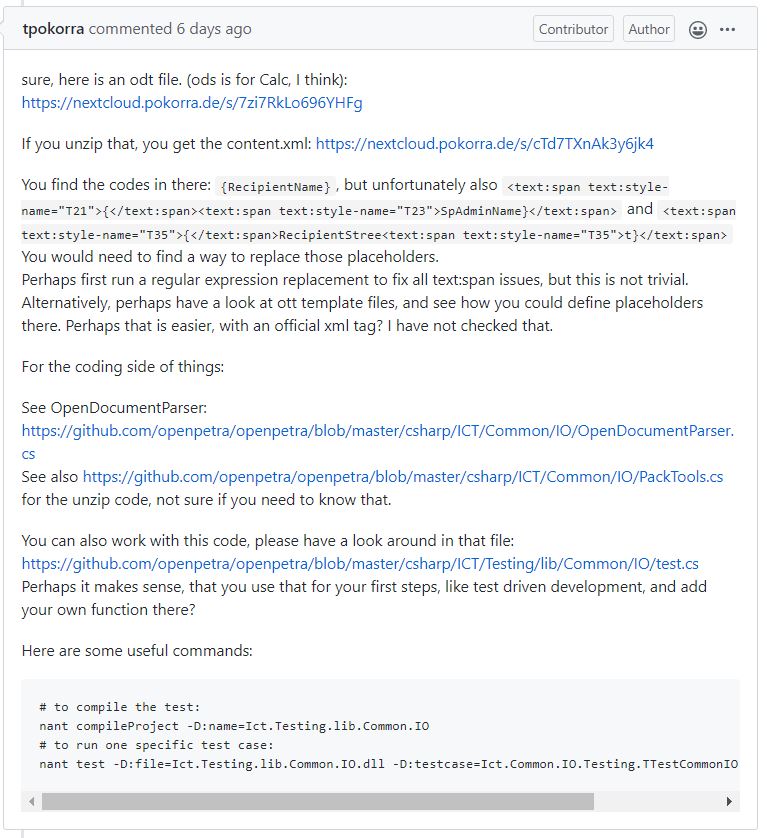 tpokorra commented 6 days ago
Contributor
Author
sure, here is an odt file. (ods is for Calc, I think):
https://nextcloud.pokorra.de/s/7zi7RkLo696YHFg
If you unzip that, you get the content.xml: https://nextcloud.pokorra.de/s/cTd7TXnAk3y6jk4
You find the codes in there: {RecipientName} , but unfortunately also <text:span text:style-
name="T21">{</text:span><text:span text:style-name="T23">SpAdminName}</text:span> and <text:span
text:style-name="T35">{</text:span>RecipientStree<text:span text:style-name="T35">t}</text:span>
You would need to find a way to replace those placeholders.
Perhaps first run a regular expression replacement to fix all text:span issues, but this is not trivial.
Alternatively, perhaps have a look at ott template files, and see how you could define placeholders
there. Perhaps that is easier, with an official xml tag? I have not checked that.
For the coding side of things:
See OpenDocumentParser:
https://github.com/openpetra/openpetra/blob/master/csharp/ICT/Common/IO/OpenDocumentParser.
cs
See also https://github.com/openpetra/openpetra/blob/master/csharp/ICT/Common/IO/PackTools.cs
for the unzip code, not sure if you need to know that.
You can also work with this code, please have a look around in that file:
https://github.com/openpetra/openpetra/blob/master/csharp/ICT/Testing/lib/Common/IO/test.cs
Perhaps it makes sense, that you use that for your first steps, like test driven development, and add
your own function there?
Here are some useful commands:
# to compile the test:
nant compileProject -D:name=Ict.Testing.lib.Common.IO
# to run one specific test case:
nant test -D:file=Ict.Testing.lib.Common.IO.dll -D:testcase=Ict.Common.IO.Testing.TTestCommonIO